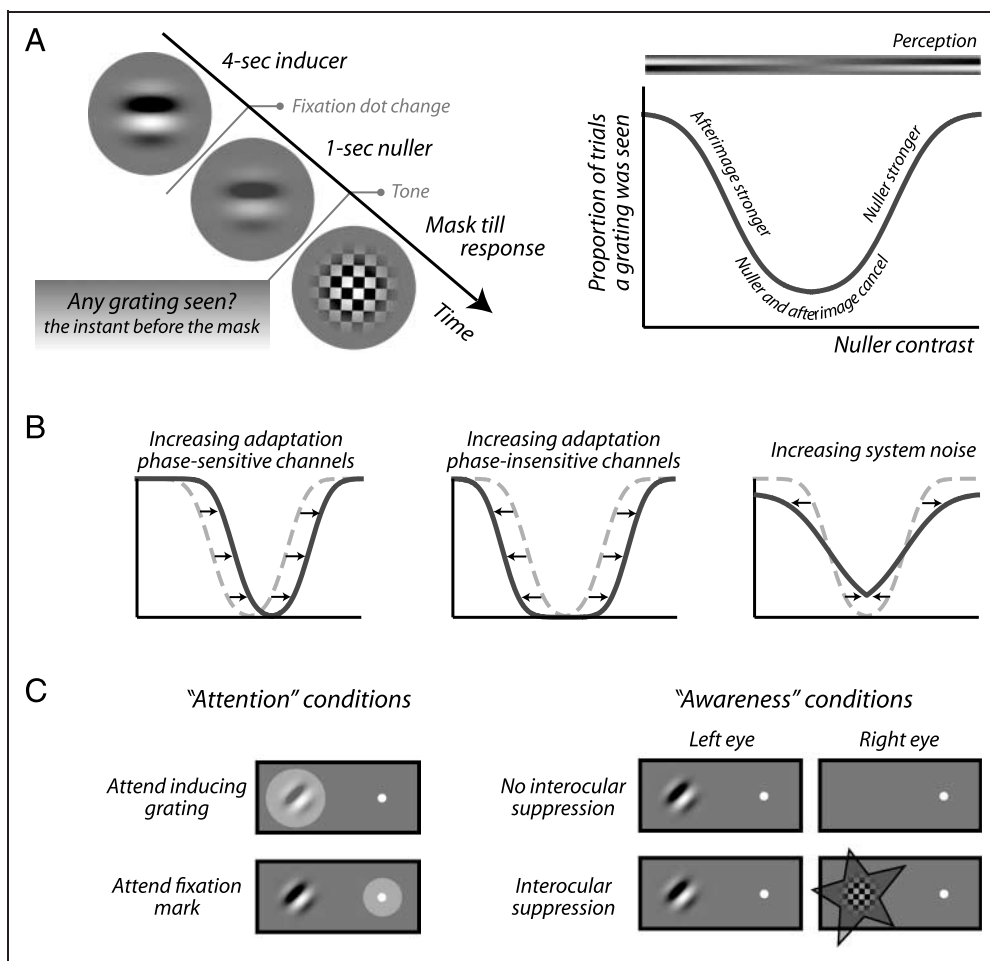 A
4-sec inducer
Fixation dot change
1-sec nuller
Tone
Mask till
response
Any grating seen?
the instant before the mask
Time
Perception
Proportion of trials
a grating was seen
Afterimage stronger
Nuller and afterimage cancel
Nuller stronger
Nuller contrast
B
Increasing adaptation
phase-sensitive channels
Increasing adaptation
phase-insensitive channels
Increasing system noise
C
"Attention" conditions
Attend inducing
grating
Attend fixation
mark
"Awareness" conditions
Left eye
Right eye
No interocular
suppression
Interocular
suppression